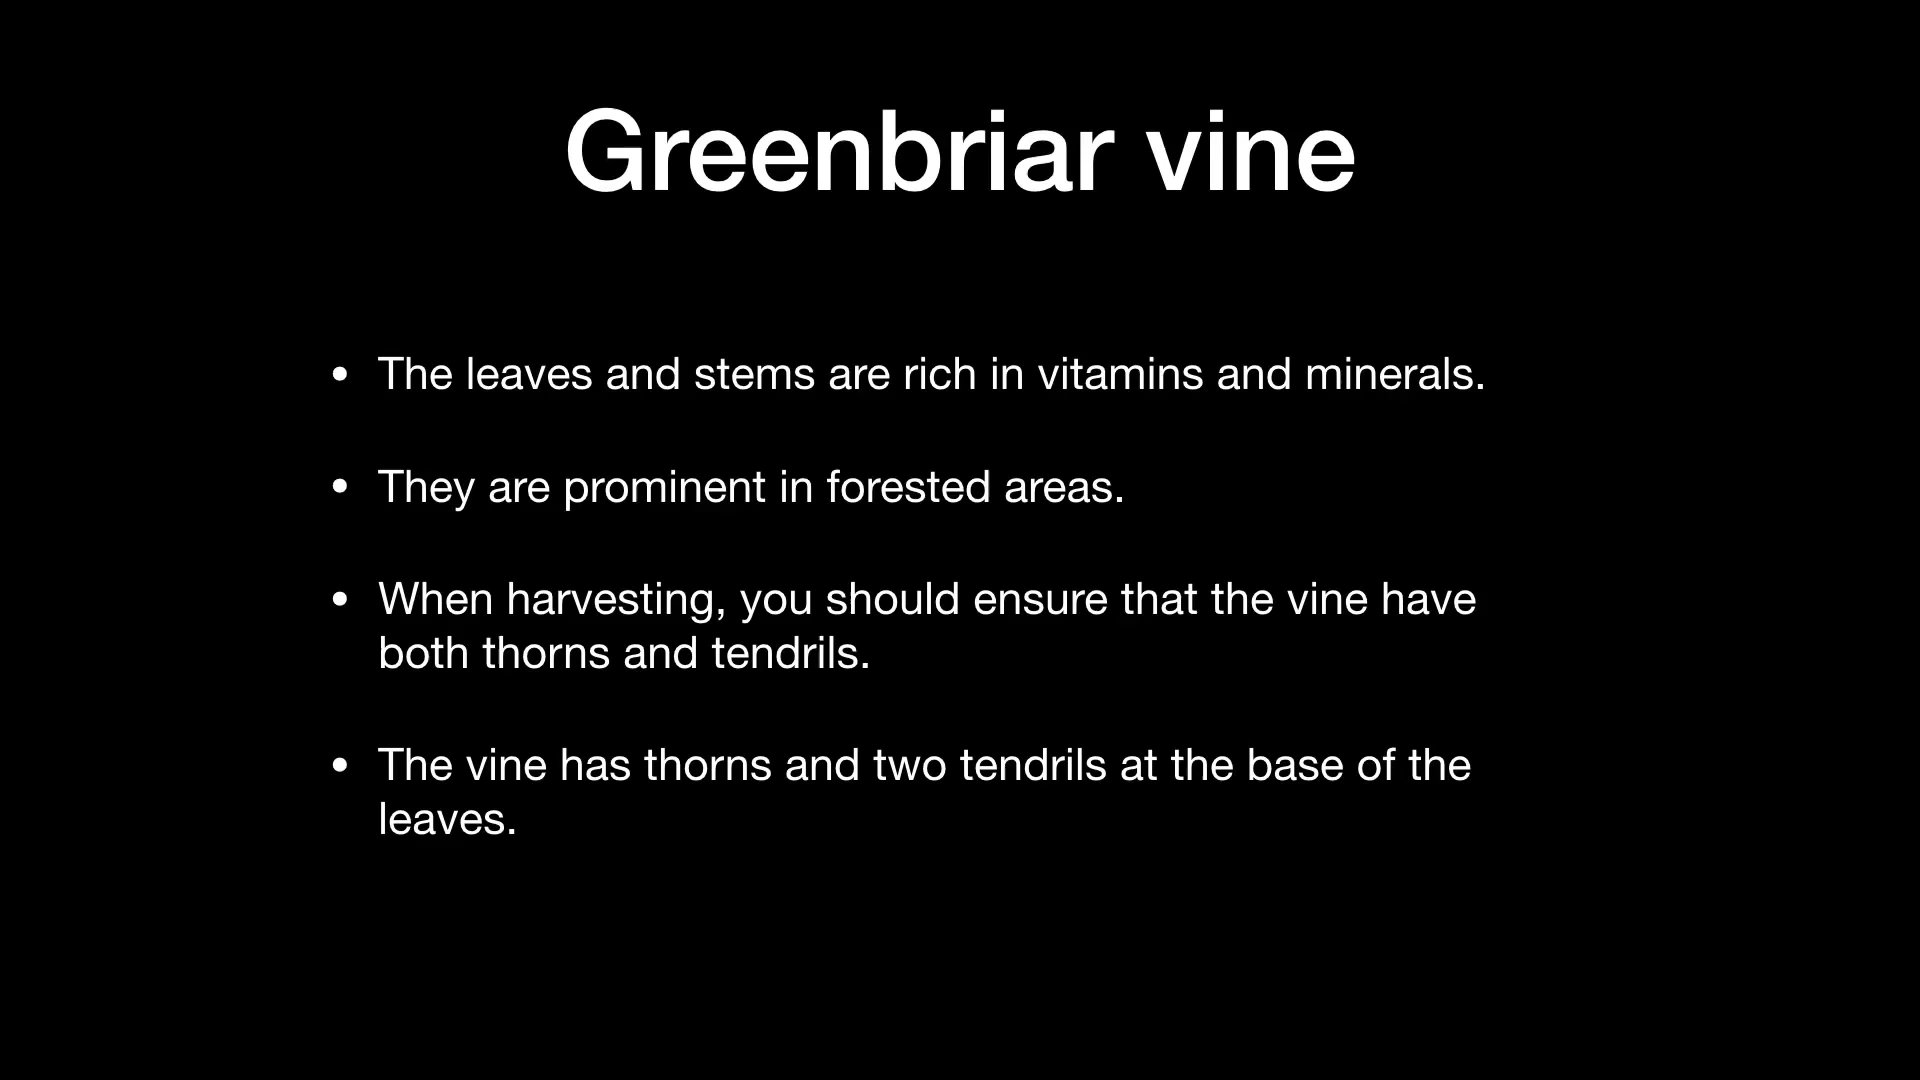 Greenbriar vine
• The leaves and stems are rich in vitamins and minerals.
• They are prominent in forested areas.
• When harvesting, you should ensure that the vine have
both thorns and tendrils.
• The vine has thorns and two tendrils at the base of the
leaves.